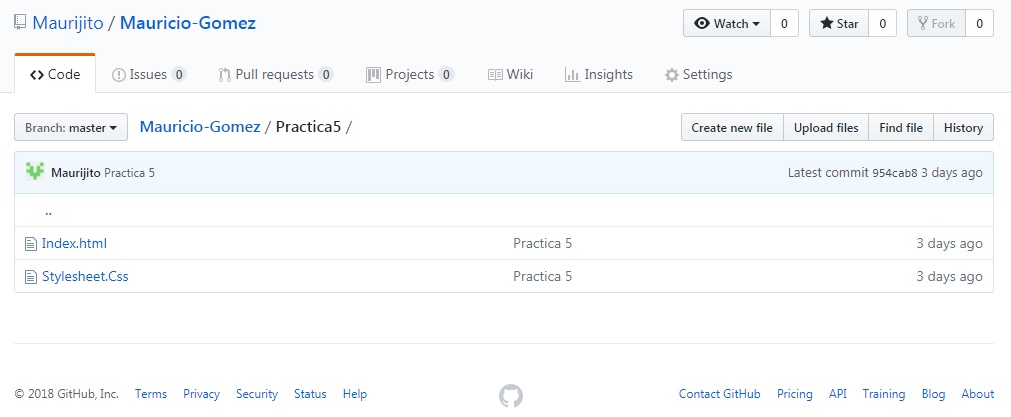 Maurijito / Mauricio-Gomez Watch 0 Star 0 Fork 0
Code Issues 0 Pull requests 0 Projects 0 Wiki Insights Settings
Branch: master Mauricio-Gomez / Practica5 / Create new file Upload files Find file History
Maurijito Practica 5 Latest commit 954cab8 3 days ago
..
Index.html Practica 5 3 days ago
Stylesheet.Css Practica 5 3 days ago
© 2018 GitHub, Inc. Terms Privacy Security Status Help Contact GitHub Pricing API Training Blog About